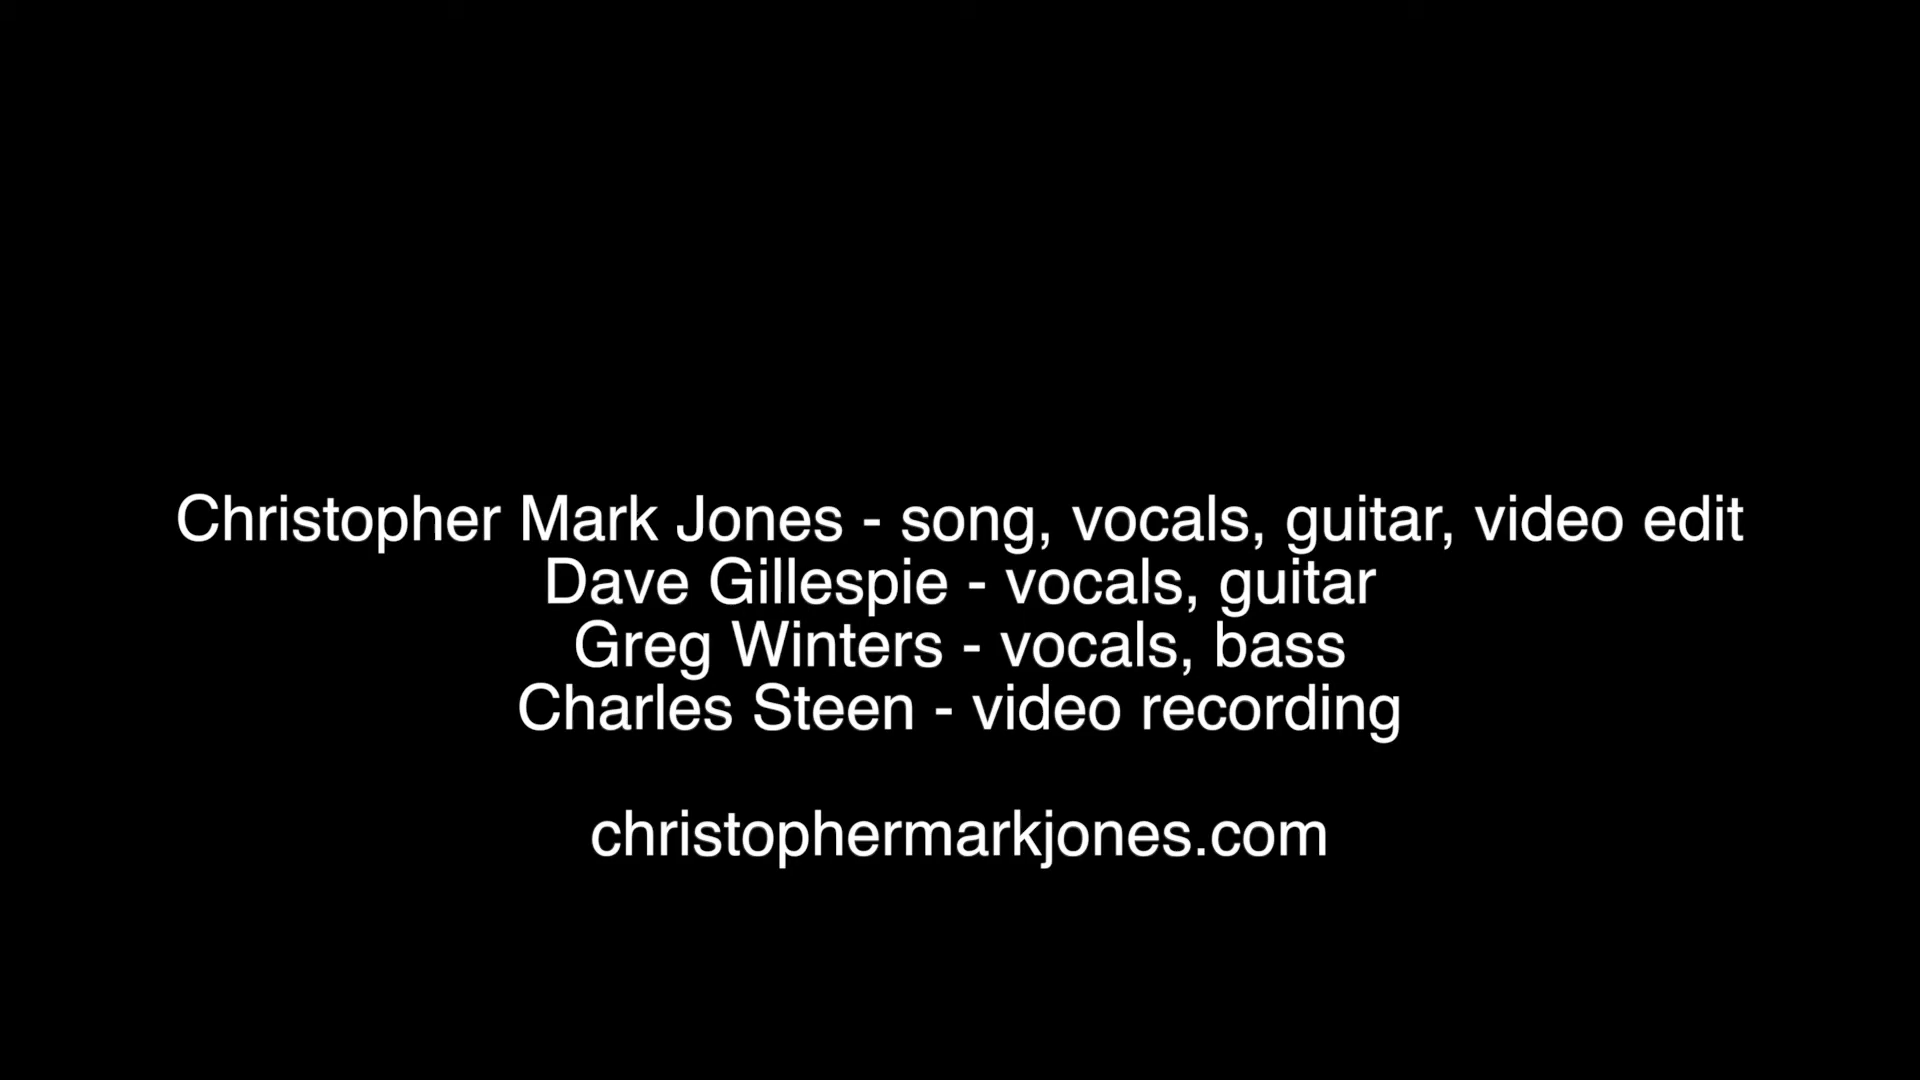 Christopher Mark Jones - song, vocals, guitar, video edit
Dave Gillespie - vocals, guitar
Greg Winters - vocals, bass
Charles Steen - video recording
christophermarkjones.com